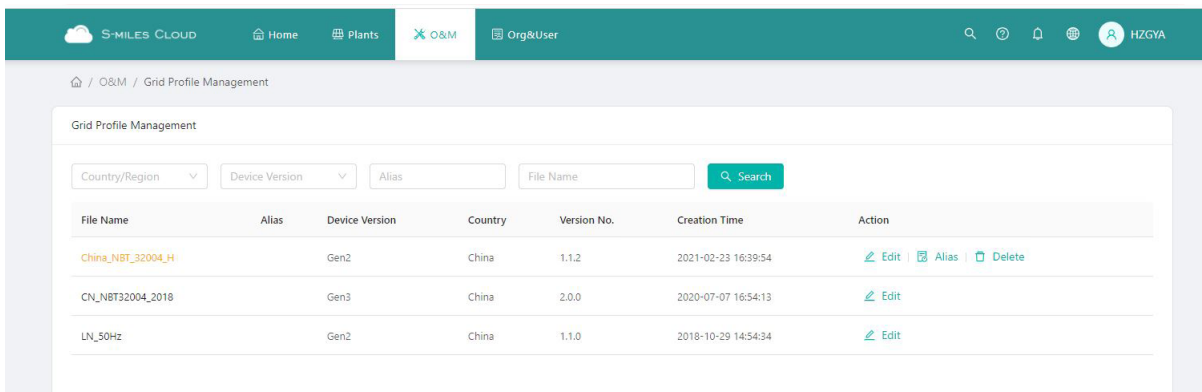 S-MILES CLOUD Home Plants O&M Org&User HZGYA
/ O&M / Grid Profile Management
Grid Profile Management
Country/Region Device Version Alias File Name Search
File Name Alias Device Version Country Version No. Creation Time Action
China_NBT_32004_H Gen2 China 1.1.2 2021-02-23 16:39:54 Edit Alias Delete
CN_NBT32004_2018 Gen3 China 2.0.0 2020-07-07 16:54:13 Edit
LN_50Hz Gen2 China 1.1.0 2018-10-29 14:54:34 Edit